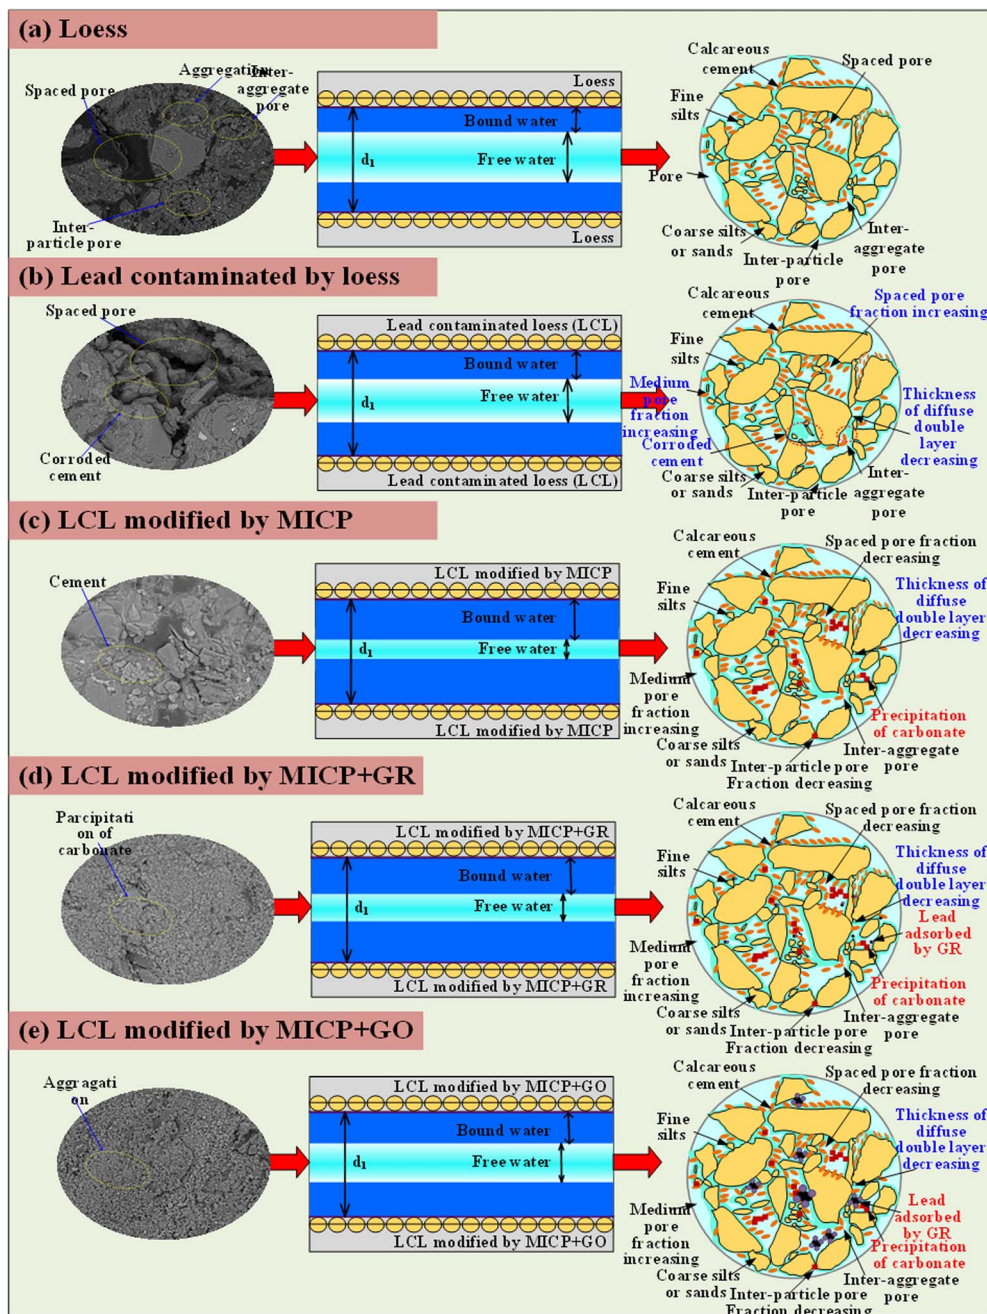 (a) Loess
Spaced pore
Aggregation
Inter-
aggregate
pore
Inter-
particle pore
Loess
Bound water
d1
Free water
Loess
Calcareous
cement
Spaced pore
Fine
silts
Pore
Coarse silts
or sands
Inter-particle
pore
Inter-
aggregate
pore
(b) Lead contaminated by loess
Spaced pore
Corroded
cement
Lead contaminated loess (LCL)
Bound water
d1
Free water
Lead contaminated loess (LCL)
Calcareous
cement
Spaced pore
fraction increasing
Fine
silts
Medium
pore
fraction
increasing
Thickness
of diffuse
double
layer
decreasing
Corroded
cement
Coarse silts
or sands
Inter-particle
pore
Inter-
aggregate
pore
(c) LCL modified by MICP
Cement
LCL modified by MICP
Bound water
d1
Free water
LCL modified by MICP
Calcareous
cement
Spaced pore fraction
decreasing
Fine
silts
Thickness of
diffuse
double layer
decreasing
Medium
pore
fraction
increasing
Precipitation
of carbonate
Coarse silts
or sands
Inter-particle pore
Fraction decreasing
Inter-aggregate
pore
(d) LCL modified by MICP+GR
Parcipitati
on of
carbonate
LCL modified by MICP+GR
Bound water
d1
Free water
LCL modified by MICP+GR
Calcareous
cement
Spaced pore fraction
decreasing
Fine
silts
Thickness of
diffuse
double layer
decreasing
Lead
adsorbed
by GR
Medium
pore
fraction
increasing
Precipitation
of carbonate
Coarse silts
or sands
Inter-particle pore
Fraction decreasing
Inter-aggregate
pore
(e) LCL modified by MICP+GO
Aggragati
on
LCL modified by MICP+GO
Bound water
d1
Free water
LCL modified by MICP+GO
Calcareous
cement
Spaced pore fraction
decreasing
Fine
silts
Thickness of
diffuse
double layer
decreasing
Lead
adsorbed
by GR
Medium
pore
fraction
increasing
Precipitation
of carbonate
Coarse silts
or sands
Inter-particle pore
Fraction decreasing
Inter-aggregate
pore